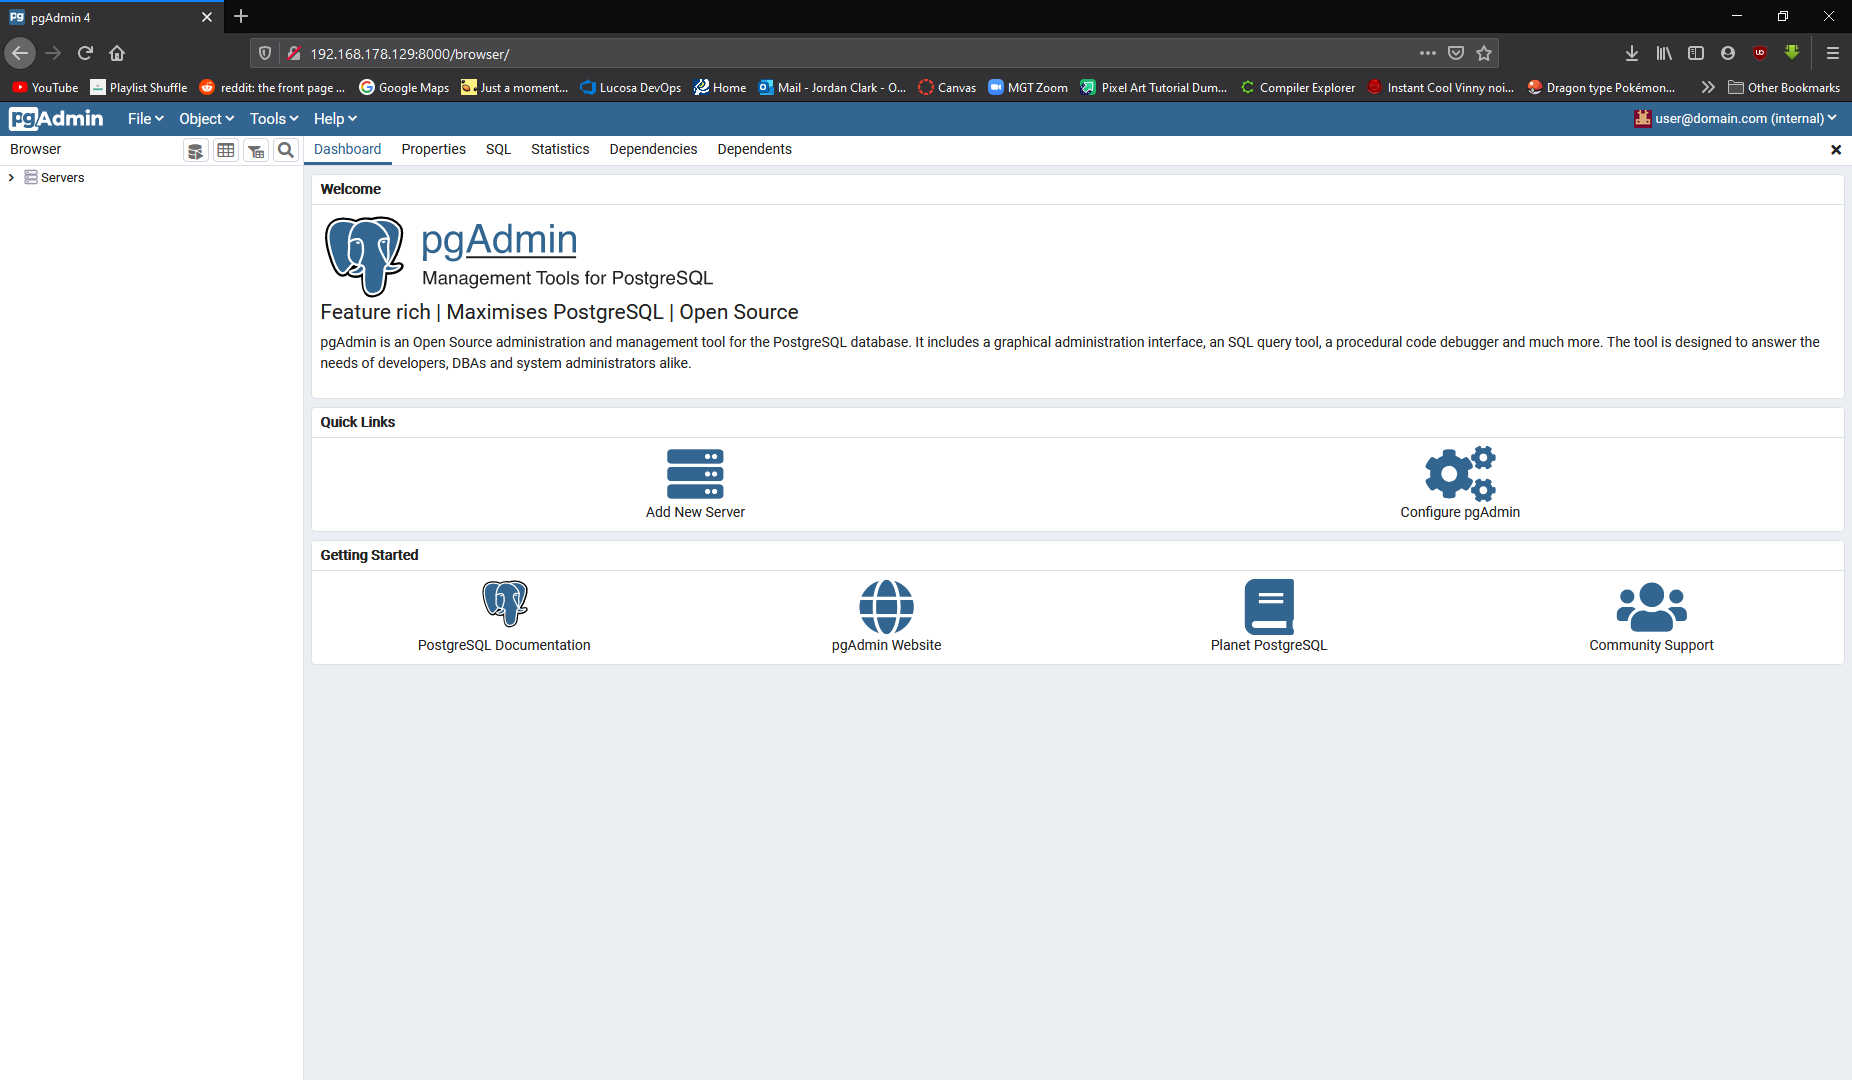 pgAdmin 4
192.168.178.129:8000/browser/
YouTube Playlist Shuffle reddit: the front page ... Google Maps Just a moment... Lucosa DevOps Home Mail - Jordan Clark - O... Canvas MGT Zoom Pixel Art Tutorial Dum... Compiler Explorer Instant Cool Vinny noi... Dragon type Pokémon... Other Bookmarks
pgAdmin File Object Tools Help user@domain.com (internal)
Browser Dashboard Properties SQL Statistics Dependencies Dependents
Servers
Welcome
pgAdmin
Management Tools for PostgreSQL
Feature rich | Maximises PostgreSQL | Open Source
pgAdmin is an Open Source administration and management tool for the PostgreSQL database. It includes a graphical administration interface, an SQL query tool, a procedural code debugger and much more. The tool is designed to answer the
needs of developers, DBAs and system administrators alike.
Quick Links
Add New Server Configure pgAdmin
Getting Started
PostgreSQL Documentation pgAdmin Website Planet PostgreSQL Community Support